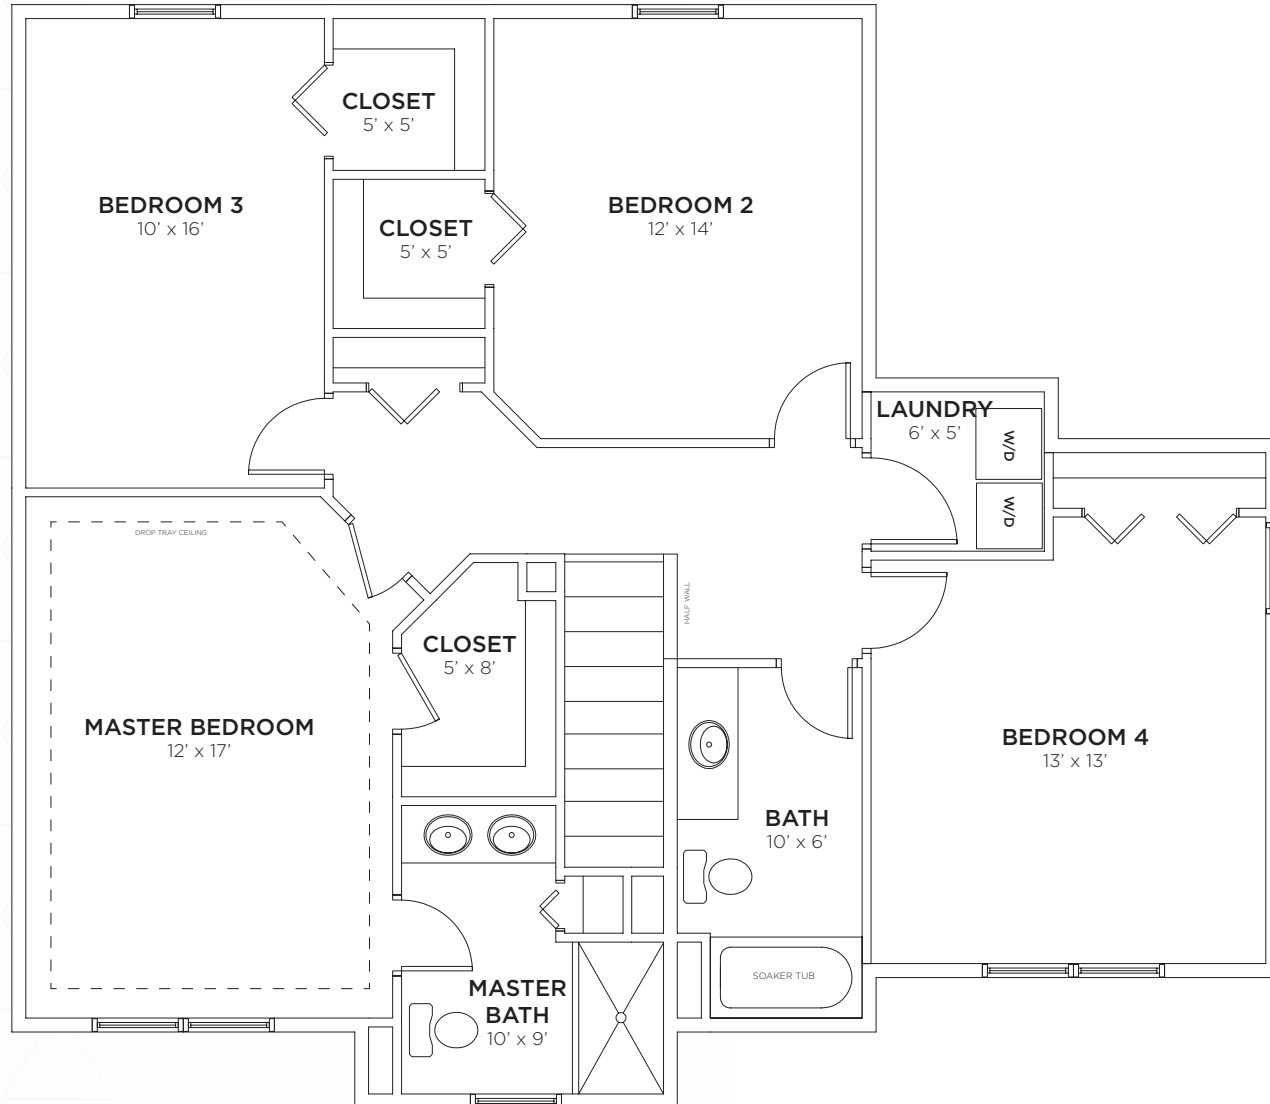 CLOSET
5’ x 5’
BEDROOM 3
10’ x 16’
CLOSET
5’ x 5’
BEDROOM 2
12’ x 14’
LAUNDRY
6’ x 5’
W/D
W/D
DROP TRAY CEILING
HALF WALL
CLOSET
5’ x 8’
MASTER BEDROOM
12’ x 17’
BEDROOM 4
13’ x 13’
BATH
10’ x 6’
SOAKER TUB
MASTER
BATH
10’ x 9’